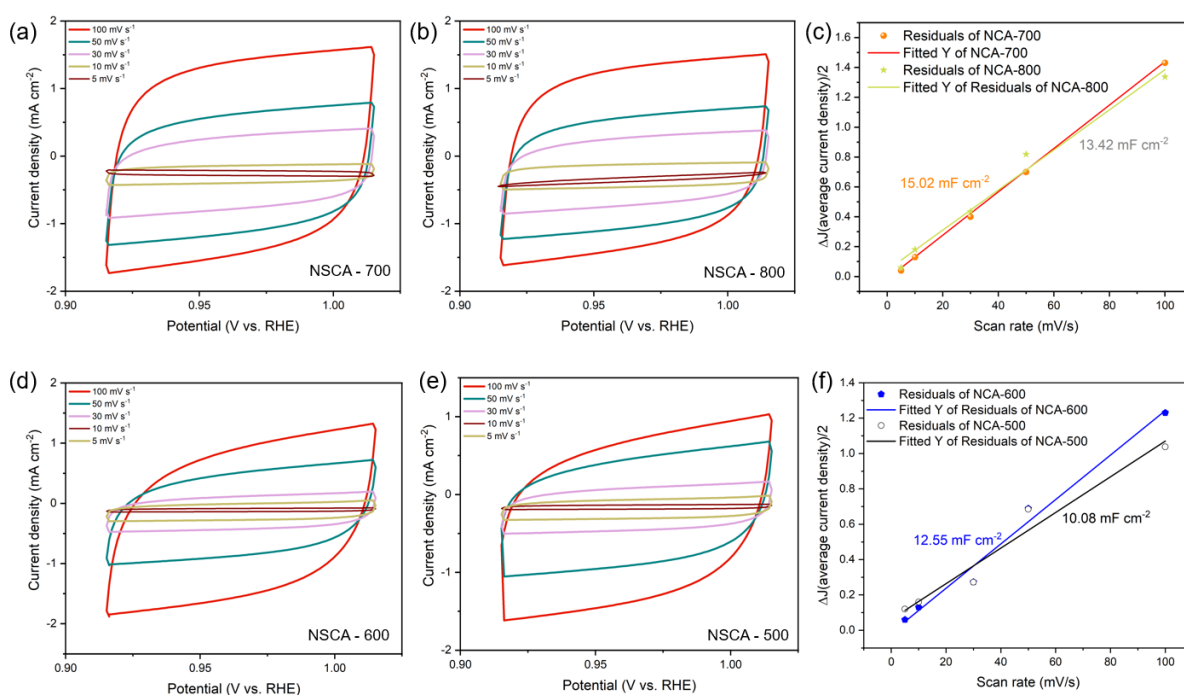 (a)
2
1
0
-1
-2
0.90
0.95
1.00
Current density (mA cm⁻²)
Potential (V vs. RHE)
100 mV s⁻¹
50 mV s⁻¹
30 mV s⁻¹
10 mV s⁻¹
5 mV s⁻¹
NSCA - 700
(b)
2
1
0
-1
-2
0.90
0.95
1.00
Current density (mA cm⁻²)
Potential (V vs. RHE)
100 mV s⁻¹
50 mV s⁻¹
30 mV s⁻¹
10 mV s⁻¹
5 mV s⁻¹
NSCA - 800
(c)
Residuals of NCA-700
Fitted Y of NCA-700
Residuals of NCA-800
Fitted Y of Residuals of NCA-800
13.42 mF cm⁻²
15.02 mF cm⁻²
1.4
1.2
1.0
0.8
0.6
0.4
0.2
0.0
0
20
40
60
80
100
ΔJ(average current density)/2
Scan rate (mV/s)
(d)
2
1
0
-1
-2
0.90
0.95
1.00
Current density (mA cm⁻²)
Potential (V vs. RHE)
100 mV s⁻¹
50 mV s⁻¹
30 mV s⁻¹
10 mV s⁻¹
5 mV s⁻¹
NSCA - 600
(e)
2
1
0
-1
-2
0.90
0.95
1.00
Current density (mA cm⁻²)
Potential (V vs. RHE)
100 mV s⁻¹
50 mV s⁻¹
30 mV s⁻¹
10 mV s⁻¹
5 mV s⁻¹
NSCA - 500
(f)
Residuals of NCA-600
Fitted Y of Residuals of NCA-600
Residuals of NCA-500
Fitted Y of Residuals of NCA-500
10.08 mF cm⁻²
12.55 mF cm⁻²
1.4
1.2
1.0
0.8
0.6
0.4
0.2
0.0
0
20
40
60
80
100
ΔJ(average current density)/2
Scan rate (mV/s)